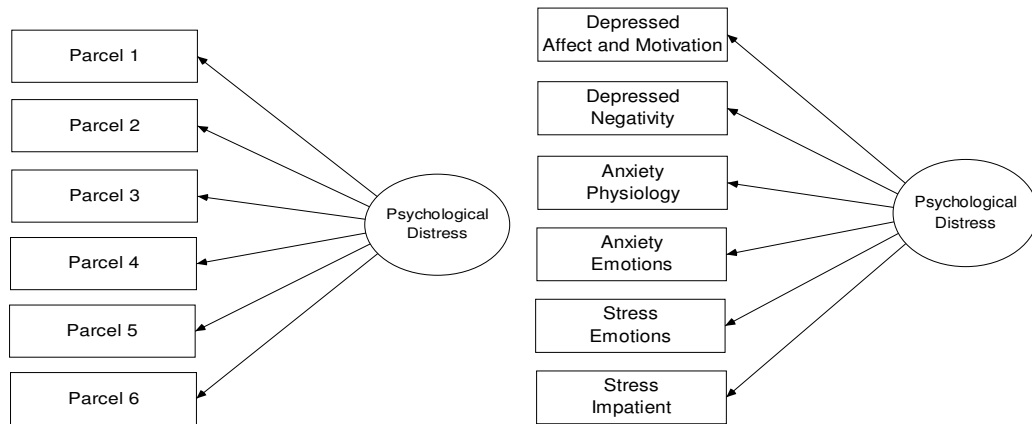 Parcel 1
Parcel 2
Parcel 3
Parcel 4
Parcel 5
Parcel 6
Psychological
Distress
Depressed
Affect and Motivation
Depressed
Negativity
Anxiety
Physiology
Anxiety
Emotions
Stress
Emotions
Stress
Impatient
Psychological
Distress